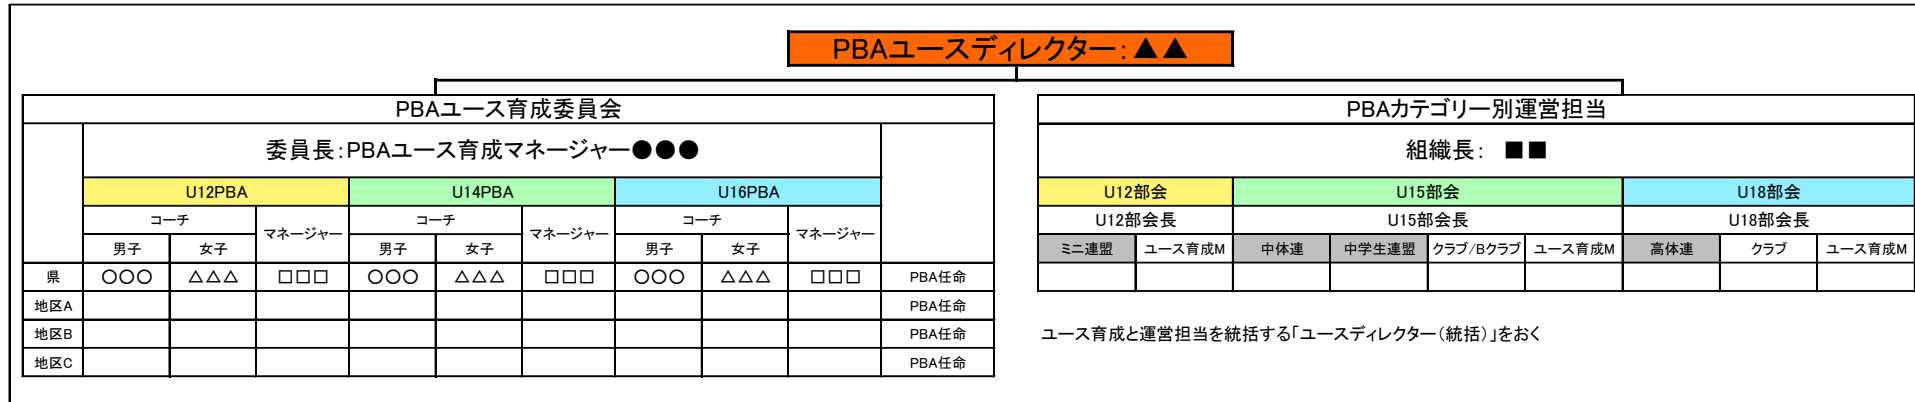 PBAユースディレクター：▲▲
PBAユース育成委員会
委員長：PBAユース育成マネージャー●●●
U12PBA U14PBA U16PBA
コーチ マネージャー コーチ マネージャー コーチ マネージャー
男子 女子 男子 女子 男子 女子
県 ○○○ △△△ □□□ ○○○ △△△ □□□ ○○○ △△△ □□□ PBA任命
地区A PBA任命
地区B PBA任命
地区C PBA任命
PBAカテゴリー別運営担当
組織長： ■■
U12部会 U15部会 U18部会
U12部会長 U15部会長 U18部会長
ミニ連盟 ユース育成M 中体連 中学生連盟 クラブ/Bクラブ ユース育成M 高体連 クラブ ユース育成M
ユース育成と運営担当を統括する「ユースディレクター（統括）」をおく